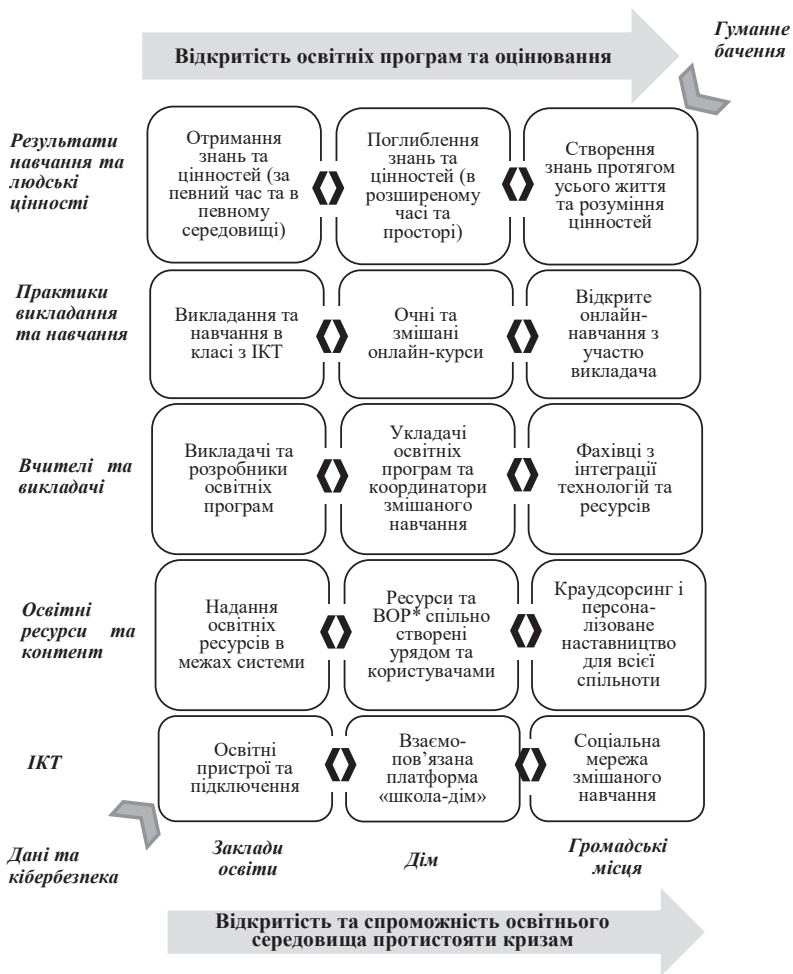 Відкритість освітніх програм та оцінювання
Гуманне
бачення
Результати
навчання та
людські
цінності
Отримання
знань та
цінностей (за
певний час та в
певному
середовищі)
Поглиблення
знань та
цінностей (в
розширеному
часі та
просторі)
Створення
знань протягом
усього життя
та розуміння
цінностей
Практики
викладання
та навчання
Викладання та
навчання в
класі з ІКТ
Очні та
змішані
онлайн-курси
Відкрите
онлайн-
навчання з
участю
викладача
Вчителі та
викладачі
Викладачі та
розробники
освітніх
програм
Укладачі
освітніх
програм та
координатори
змішаного
навчання
Фахівці з
інтеграції
технологій та
ресурсів
Освітні
ресурси та
контент
Надання
освітніх
ресурсів в
межах системи
Ресурси та
ВОР* спільно
створені
урядом та
користувачами
Краудсорсинг і
персона-
лізоване
наставництво
для всієї
спільноти
ІКТ
Освітні
пристрої та
підключення
Взаємо-
пов’язана
платформа
«школа-дім»
Соціальна
мережа
змішаного
навчання
Дані та
кібербезпека
Заклади
освіти
Дім
Громадські
місця
Відкритість та спроможність освітнього
середовища протистояти кризам